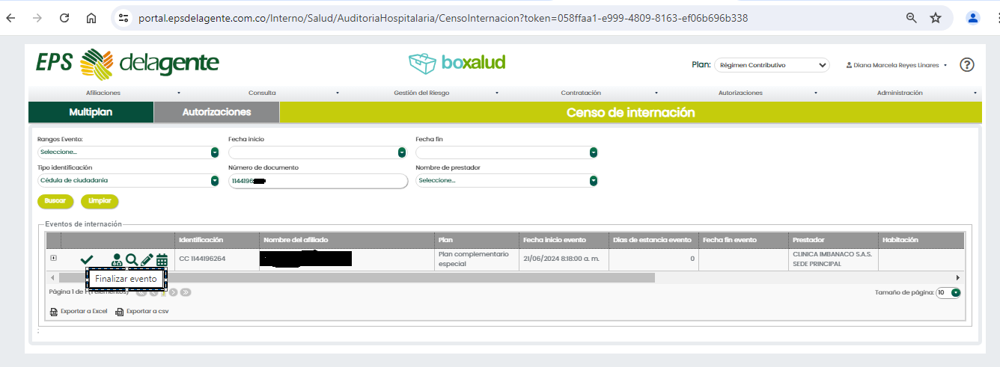 portal.epsdelagente.com.co/Interno/Salud/AuditoriaHospitalaria/CensoInternacion?token=058ffaa1-e999-4809-8163-ef06b696b338
EPS delagente boxalud Plan: Régimen Contributivo Diana Marcela Reyes Linares ?
Afiliaciones Consulta Gestión del Riesgo Contratación Autorizaciones Administración
Multiplan Autorizaciones Censo de internación
Rangos Evento: Fecha inicio Fecha fin
Seleccione...
Tipo identificación Número de documento Nombre de prestador
Cédula de ciudadanía 1144196 Seleccione...
Buscar Limpiar
Eventos de internación
Identificación Nombre del afiliado Plan Fecha inicio evento Dias de estancia evento Fecha fin evento Prestador Habitación
CC 1144196264 Plan complementario especial 21/06/2024 8:18:00 a. m. 0 CLINICA IMBANACO S.A.S. SEDE PRINCIPAL
Finalizar evento
Página 1 de 1 (1 elementos) 1 Tamaño de página: 10
Exportar a Excel Exportar a csv